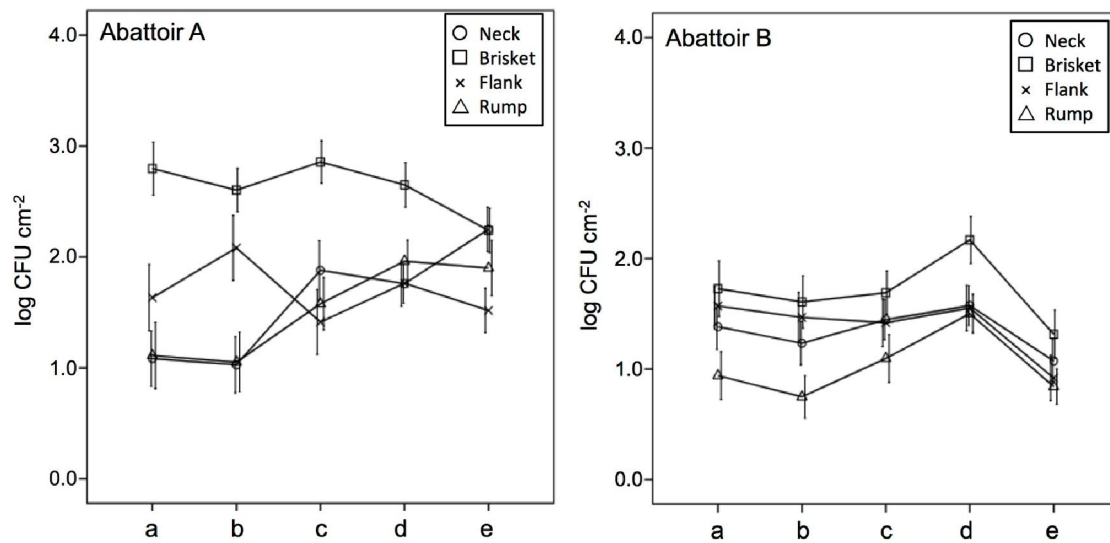 Abattoir A
Neck
Brisket
Flank
Rump
4.0
3.0
2.0
1.0
0.0
log CFU cm-2
a b c d e
Abattoir B
Neck
Brisket
Flank
Rump
4.0
3.0
2.0
1.0
0.0
log CFU cm-2
a b c d e